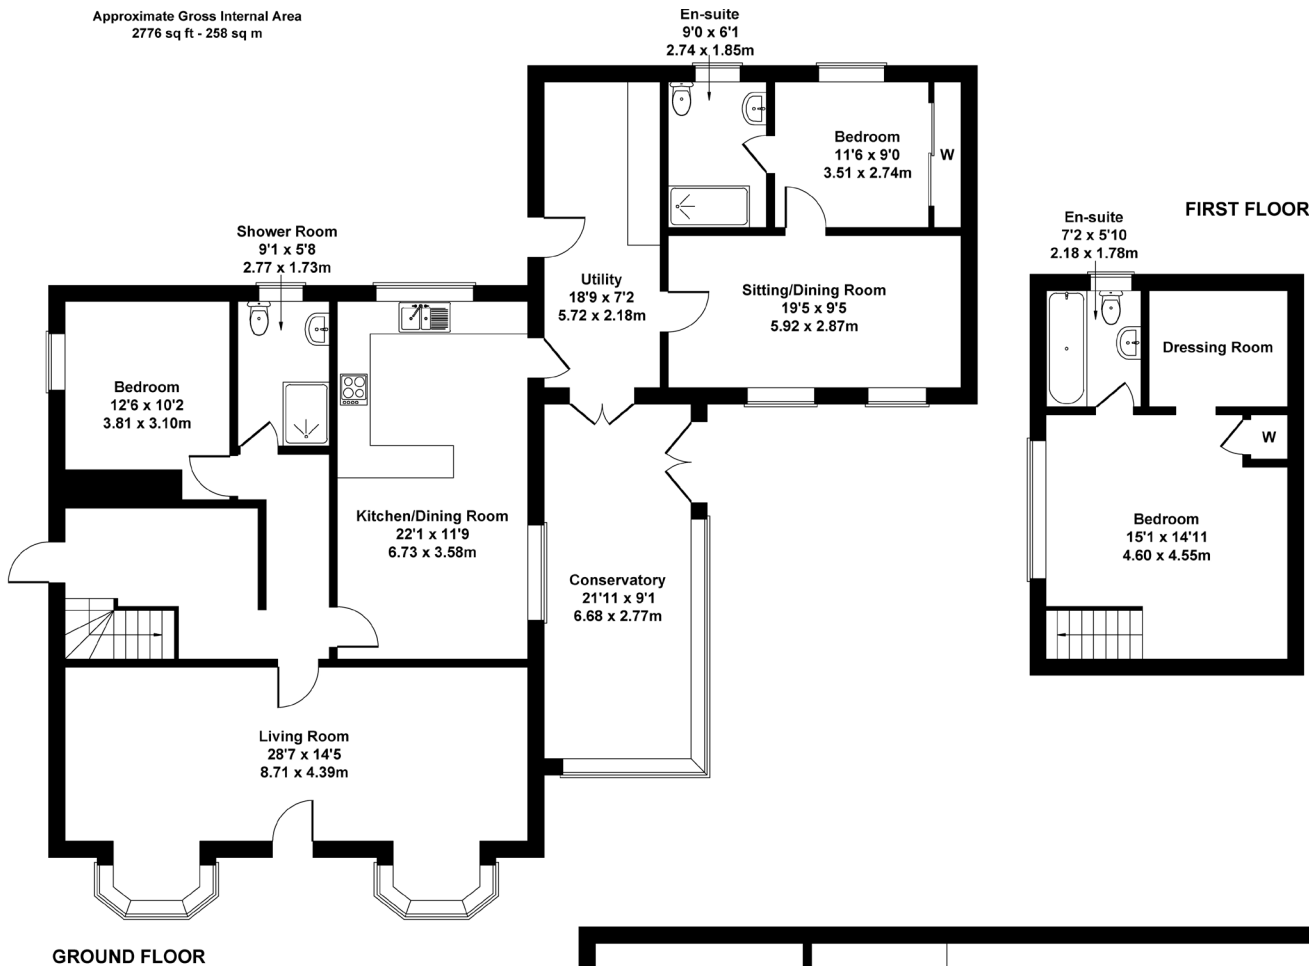 Approximate Gross Internal Area
2776 sq ft - 258 sq m
En-suite
9'0 x 6'1
2.74 x 1.85m
Bedroom
11'6 x 9'0
3.51 x 2.74m
W
FIRST FLOOR
En-suite
7'2 x 5'10
2.18 x 1.78m
Shower Room
9'1 x 5'8
2.77 x 1.73m
Utility
18'9 x 7'2
5.72 x 2.18m
Sitting/Dining Room
19'5 x 9'5
5.92 x 2.87m
Dressing Room
Bedroom
12'6 x 10'2
3.81 x 3.10m
W
Kitchen/Dining Room
22'1 x 11'9
6.73 x 3.58m
Bedroom
15'1 x 14'11
4.60 x 4.55m
Conservatory
21'11 x 9'1
6.68 x 2.77m
Living Room
28'7 x 14'5
8.71 x 4.39m
GROUND FLOOR